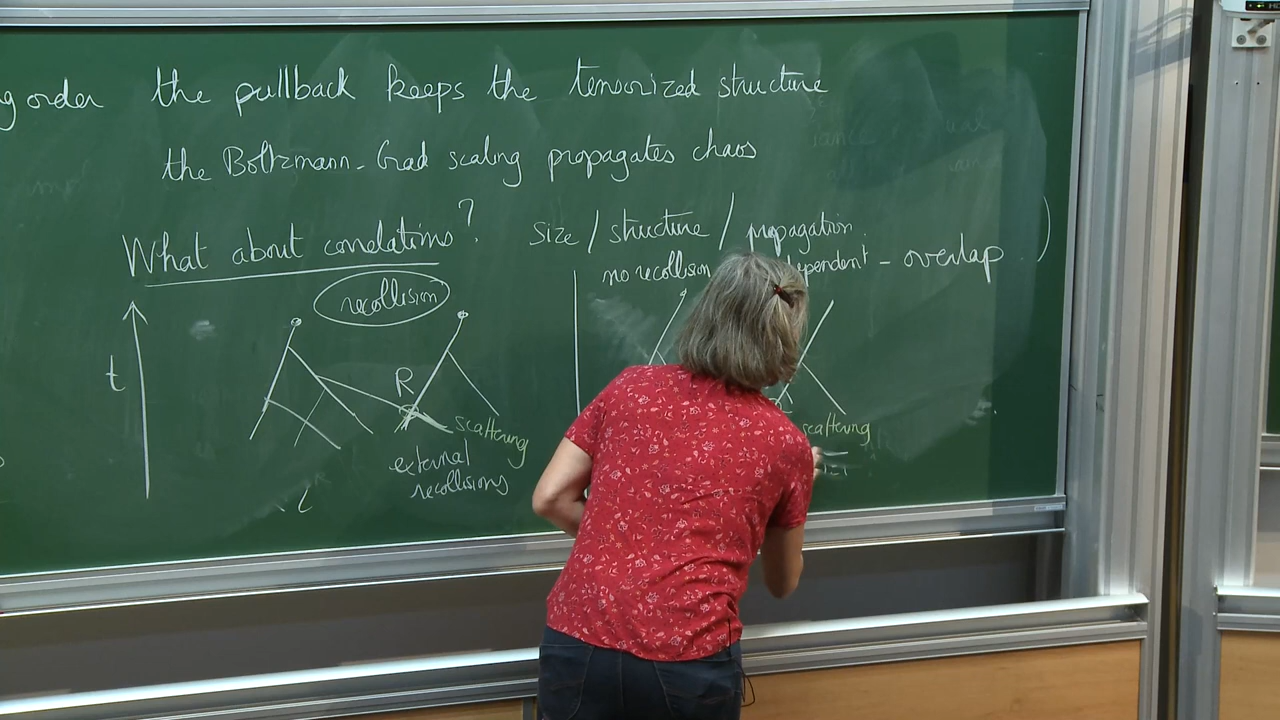 g order the pullback keeps the tensorized structure
the Boltzmann-Grad scaling propagates chaos
What about correlations? size / structure / propagation )
no recollision dependent - overlap
recollision
t
R
scattering
scattering
external
recollisions